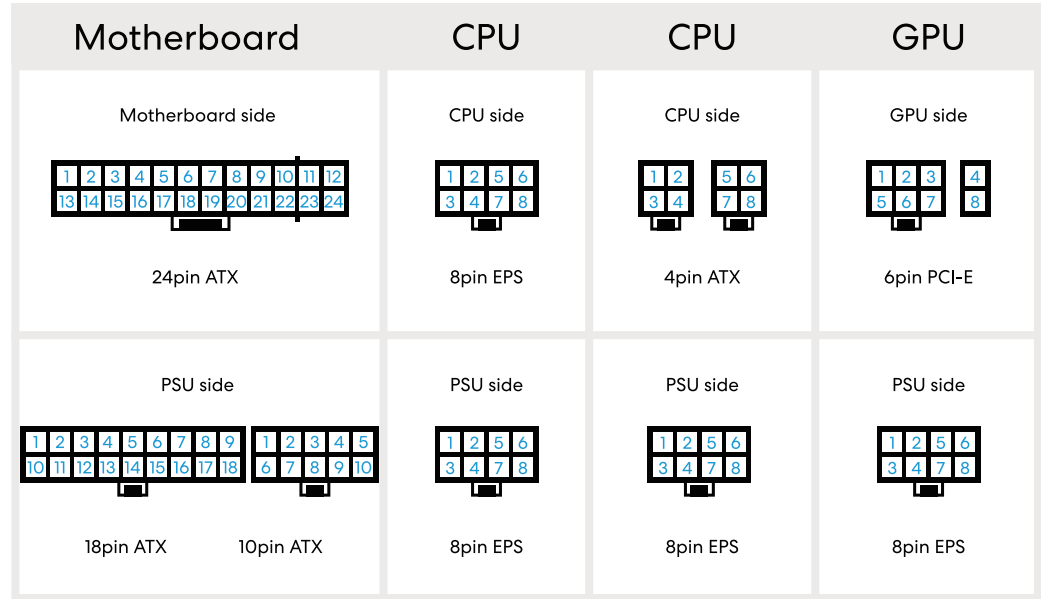 Motherboard CPU CPU GPU
Motherboard side CPU side CPU side GPU side
1 2 3 4 5 6 7 8 9 10 11 12 1 2 5 6 1 2 5 6 1 2 3 4
13 14 15 16 17 18 19 20 21 22 23 24 3 4 7 8 3 4 7 8 5 6 7 8
24pin ATX 8pin EPS 4pin ATX 6pin PCI-E
PSU side PSU side PSU side PSU side
1 2 3 4 5 6 7 8 9 1 2 3 4 5 1 2 5 6 1 2 5 6 1 2 5 6
10 11 12 13 14 15 16 17 18 6 7 8 9 10 3 4 7 8 3 4 7 8 3 4 7 8
18pin ATX 10pin ATX 8pin EPS 8pin EPS 8pin EPS